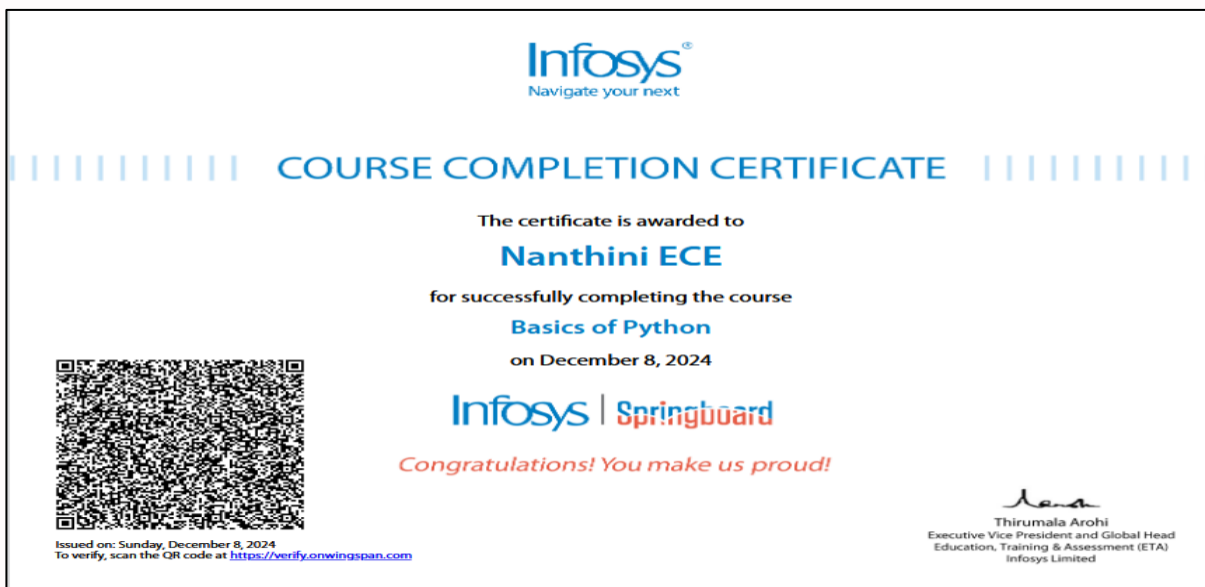 Infosys®
Navigate your next
COURSE COMPLETION CERTIFICATE
The certificate is awarded to
Nanthini ECE
for successfully completing the course
Basics of Python
on December 8, 2024
Infosys | Springboard
Congratulations! You make us proud!
Issued on: Sunday, December 8, 2024
To verify, scan the QR code at https://verify.onwingspan.com
Thirumala Arohi
Executive Vice President and Global Head
Education, Training & Assessment (ETA)
Infosys Limited